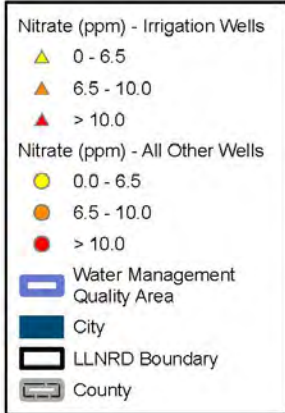 Nitrate (ppm) - Irrigation Wells
0 - 6.5
6.5 - 10.0
> 10.0
Nitrate (ppm) - All Other Wells
0.0 - 6.5
6.5 - 10.0
> 10.0
Water Management
Quality Area
City
LLNRD Boundary
County